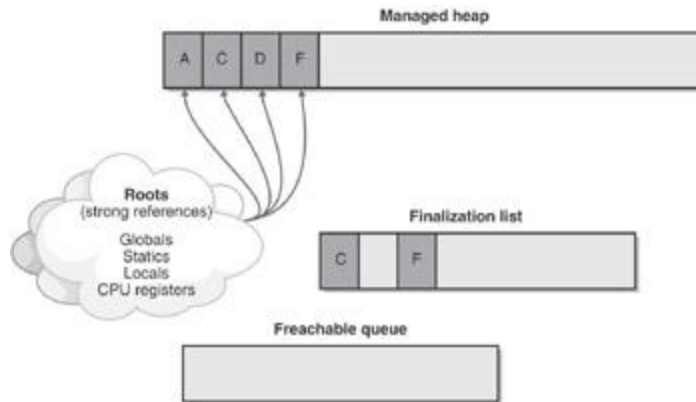 Managed heap
A C D F
Roots
(strong references)
Globals
Statics
Locals
CPU registers
Finalization list
C F
Freachable queue